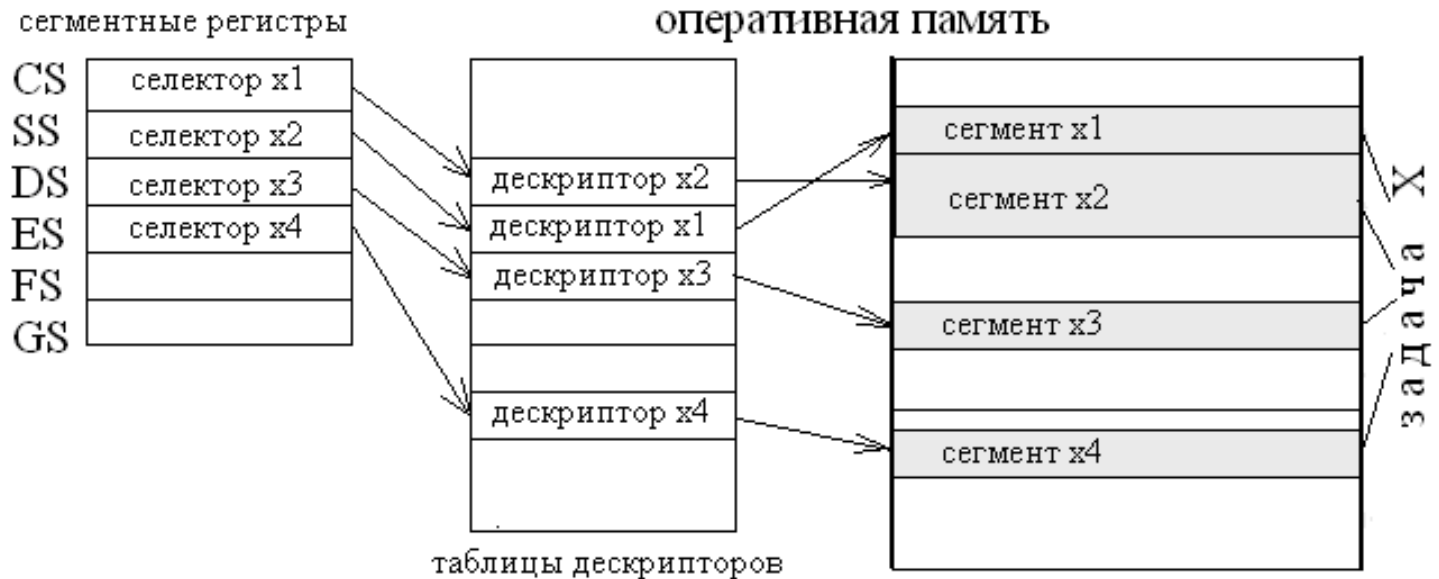 сегментные регистры
оперативная память
CS
селектор x1
SS
селектор x2
DS
селектор x3
ES
селектор x4
FS
GS
дескриптор x2
дескриптор x1
дескриптор x3
дескриптор x4
таблицы дескрипторов
сегмент x1
сегмент x2
сегмент x3
сегмент x4
задача X